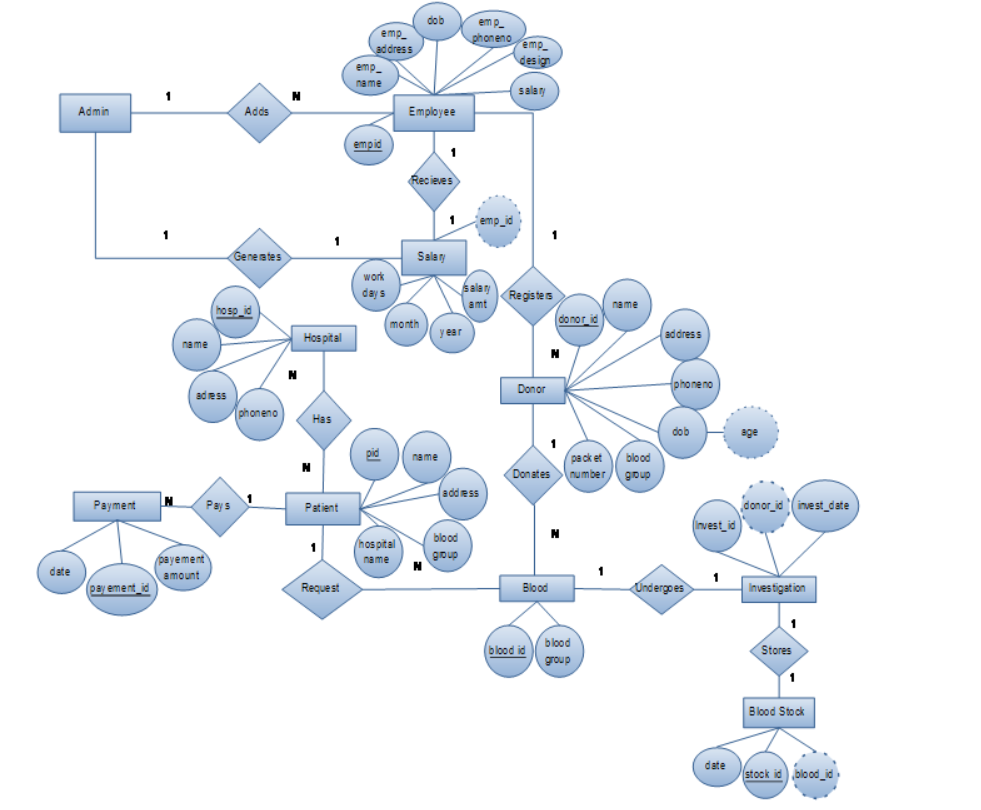 dob
emp_
address
emp_
phoneno
emp_
design
emp_
name
salary
1
N
Admin
Adds
Employee
empid
1
Recieves
1
emp_id
1
1
1
Generates
Salary
work
days
salary
amt
month
year
Registers
hosp_id
name
Hospital
adress
phoneno
N
Has
N
donor_id
name
address
N
Donor
phoneno
dob
age
1
Donates
packet
number
blood
group
pid
name
address
Payment
N
Pays
1
Patient
date
payement_id
payement
amount
1
hospital
name
blood
group
N
Request
N
Blood
blood id
blood
group
1
Undergoes
1
Invest_id
donor_id
invest_date
Investigation
1
Stores
1
Blood Stock
date
stock id
blood_id